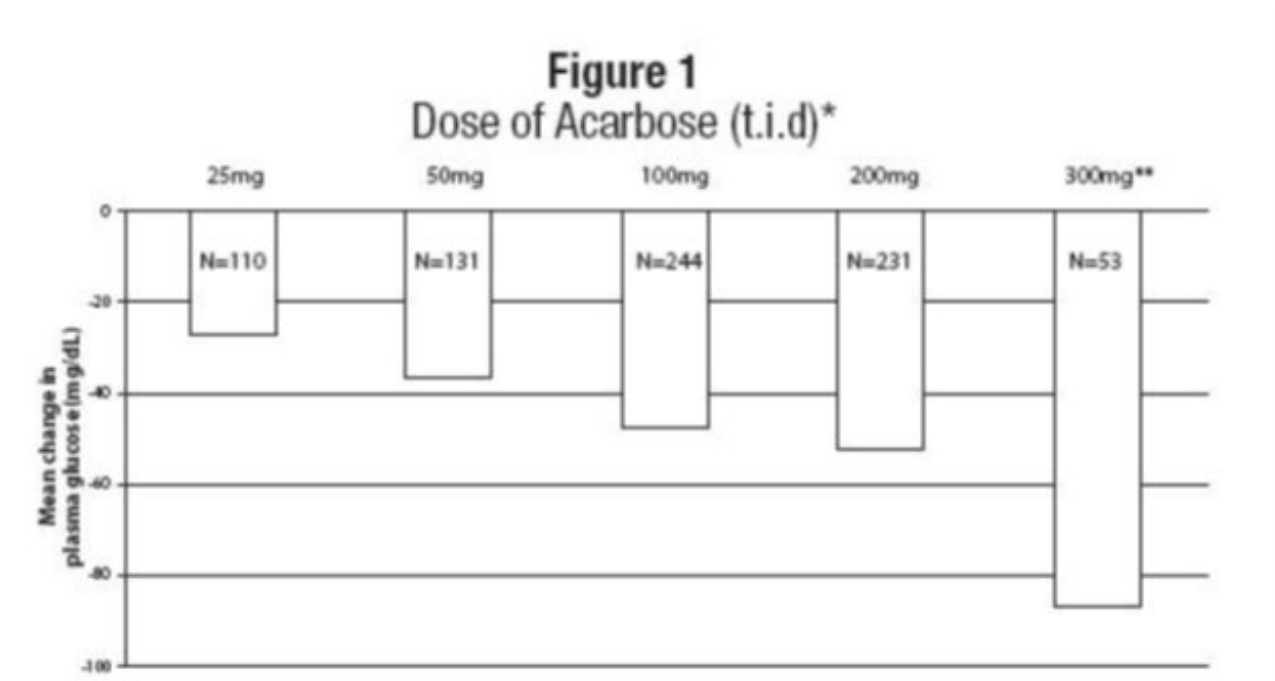 Figure 1
Dose of Acarbose (t.i.d)*
25mg 50mg 100mg 200mg 300mg**
0
N=110 N=131 N=244 N=231 N=53
-20
-40
-60
-80
-100
Mean change in
plasma glucose (mg/dL)